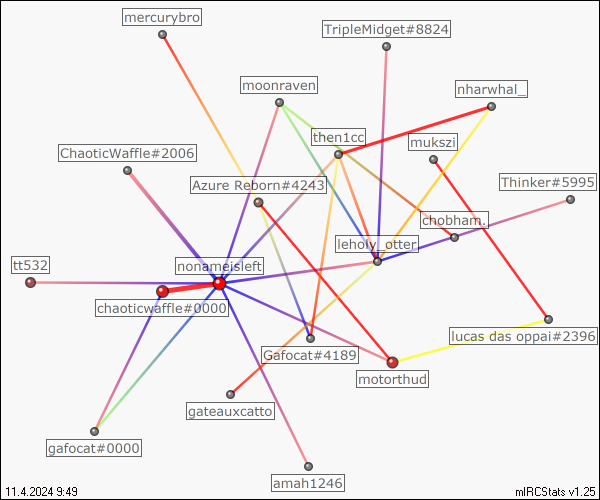 mercurybro
TripleMidget#8824
moonraven
nharwhal_
then1cc
mukszi
ChaoticWaffle#2006
Azure Reborn#4243
Thinker#5995
chobham.
leholy_otter
tt532
nonameisleft
chaoticwaffle#0000
lucas das oppai#2396
Gafocat#4189
motorthud
gateauxcatto
gafocat#0000
amah1246
11.4.2024 9:49
mIRCStats v1.25